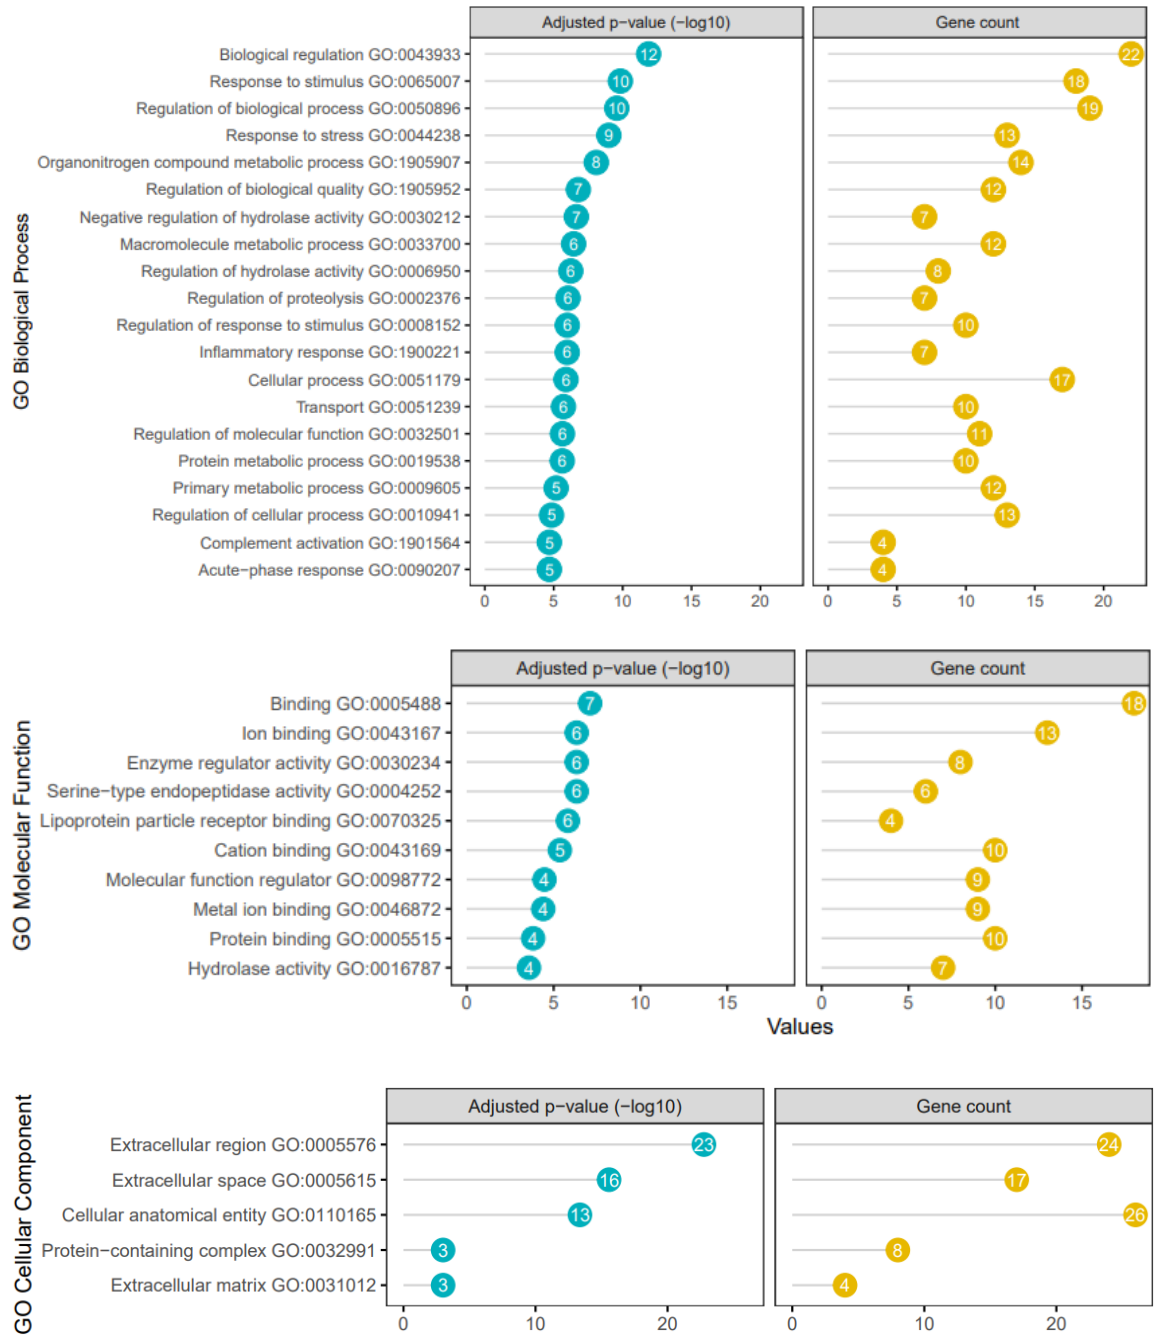 Adjusted p−value (−log10) Gene count
Biological regulation GO:0043933 12 22
Response to stimulus GO:0065007 10 18
Regulation of biological process GO:0050896 10 19
Response to stress GO:0044238 9 13
Organonitrogen compound metabolic process GO:1905907 8 14
Regulation of biological quality GO:1905952 7 12
Negative regulation of hydrolase activity GO:0030212 7 7
Macromolecule metabolic process GO:0033700 6 12
Regulation of hydrolase activity GO:0006950 6 8
Regulation of proteolysis GO:0002376 6 7
Regulation of response to stimulus GO:0008152 6 10
Inflammatory response GO:1900221 6 7
Cellular process GO:0051179 6 17
Transport GO:0051239 6 10
Regulation of molecular function GO:0032501 6 11
Protein metabolic process GO:0019538 6 10
Primary metabolic process GO:0009605 5 12
Regulation of cellular process GO:0010941 5 13
Complement activation GO:1901564 5 4
Acute−phase response GO:0090207 5 4
0 5 10 15 20 0 5 10 15 20
GO Biological Process
Adjusted p−value (−log10) Gene count
Binding GO:0005488 7 18
Ion binding GO:0043167 6 13
Enzyme regulator activity GO:0030234 6 8
Serine−type endopeptidase activity GO:0004252 6 6
Lipoprotein particle receptor binding GO:0070325 6 4
Cation binding GO:0043169 5 10
Molecular function regulator GO:0098772 4 9
Metal ion binding GO:0046872 4 9
Protein binding GO:0005515 4 10
Hydrolase activity GO:0016787 4 7
0 5 10 15 0 5 10 15
Values
GO Molecular Function
Adjusted p−value (−log10) Gene count
Extracellular region GO:0005576 23 24
Extracellular space GO:0005615 16 17
Cellular anatomical entity GO:0110165 13 26
Protein−containing complex GO:0032991 3 8
Extracellular matrix GO:0031012 3 4
0 10 20 0 10 20
GO Cellular Component